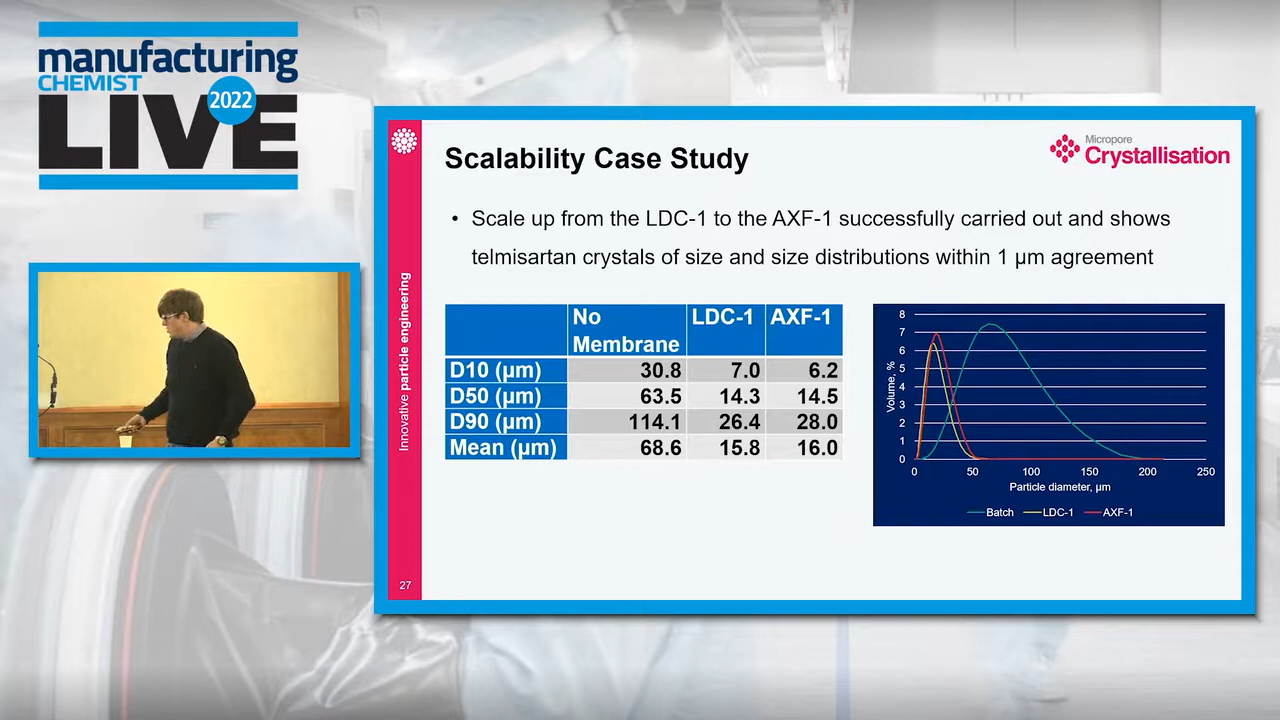 manufacturing
CHEMIST
2022
LIVE
Innovative particle engineering
27
Scalability Case Study
Micropore
Crystallisation
• Scale up from the LDC-1 to the AXF-1 successfully carried out and shows
telmisartan crystals of size and size distributions within 1 µm agreement
No Membrane LDC-1 AXF-1
D10 (µm) 30.8 7.0 6.2
D50 (µm) 63.5 14.3 14.5
D90 (µm) 114.1 26.4 28.0
Mean (µm) 68.6 15.8 16.0
Volume, %
8
7
6
5
4
3
2
1
0
0 50 100 150 200 250
Particle diameter, µm
Batch LDC-1 AXF-1